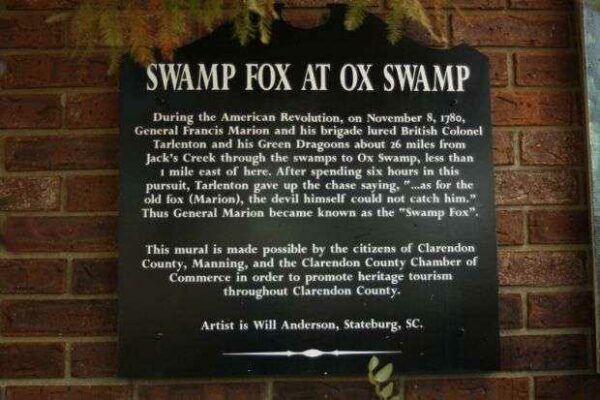 SWAMP FOX AT OX SWAMP
During the American Revolution, on November 8, 1780,
General Francis Marion and his brigade lured British Colonel
Tarlenton and his Green Dragoons about 26 miles from
Jack's Creek through the swamps to Ox Swamp, less than
1 mile east of here. After spending six hours in this
pursuit, Tarlenton gave up the chase saying, "...as for the
old fox (Marion), the devil himself could not catch him."
Thus General Marion became known as the "Swamp Fox".
This mural is made possible by the citizens of Clarendon
County, Manning, and the Clarendon County Chamber of
Commerce in order to promote heritage tourism
throughout Clarendon County.
Artist is Will Anderson, Stateburg, SC.